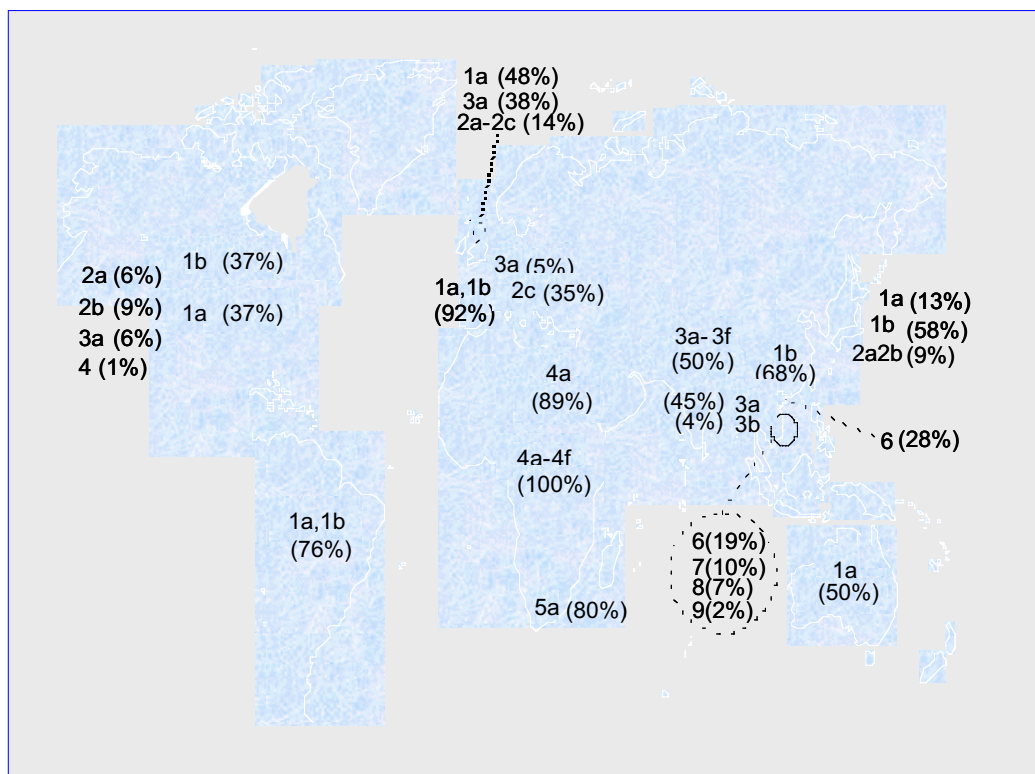 1a (48%)
3a (38%)
2a-2c (14%)
1b (37%)
2a (6%)
2b (9%)
1a (37%)
3a (6%)
4 (1%)
3a (5%)
1a,1b 2c (35%)
(92%)
1a (13%)
1b (58%)
2a2b (9%)
3a-3f
(50%)
1b
(68%)
4a
(89%)
(45%) 3a
(4%) 3b
6 (28%)
4a-4f
(100%)
1a,1b
(76%)
6(19%)
7(10%)
8(7%)
9(2%)
1a
(50%)
5a (80%)